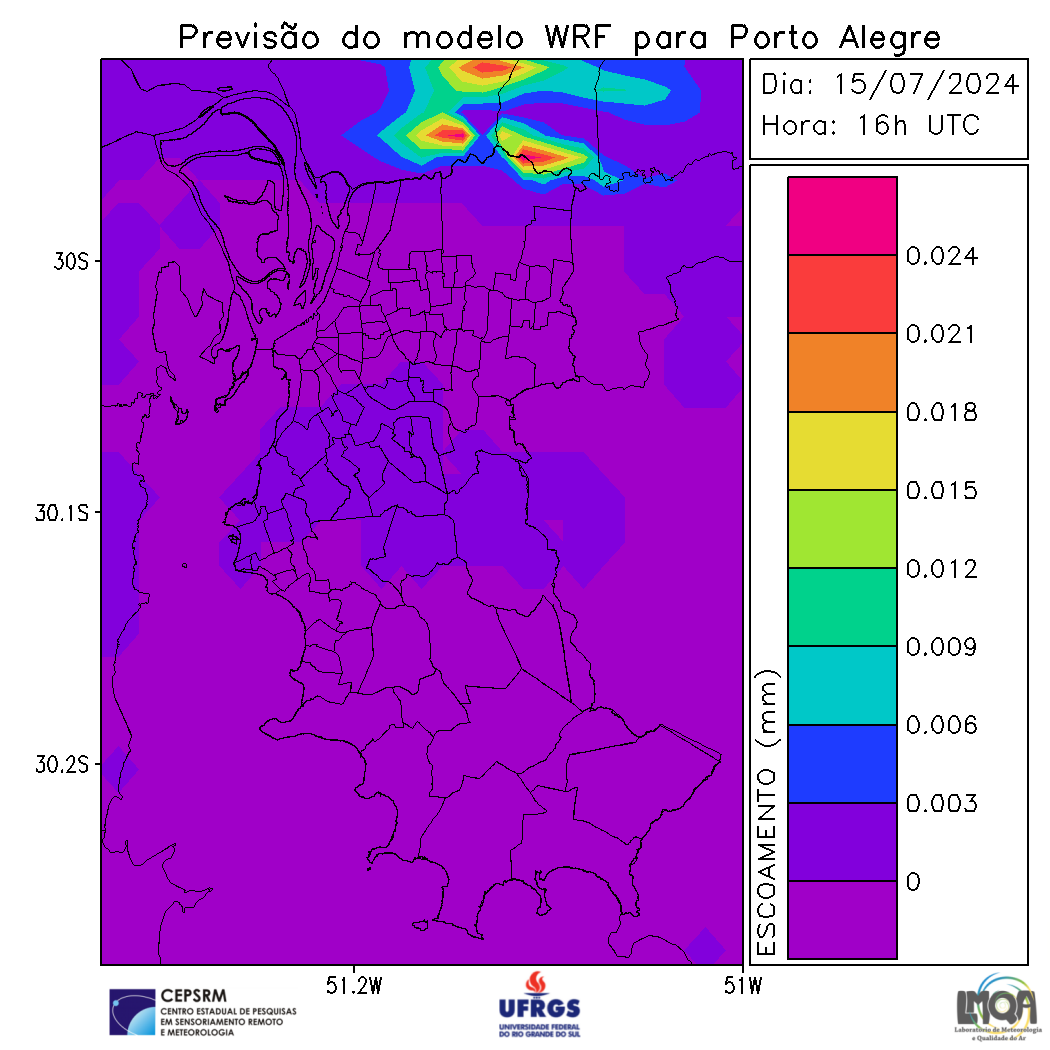 Previsão do modelo WRF para Porto Alegre
Dia: 15/07/2024
Hora: 16h UTC
30S
30.1S
30.2S
51.2W
51W
ESCOAMENTO (mm)
0.024
0.021
0.018
0.015
0.012
0.009
0.006
0.003
0
CEPSRM
CENTRO ESTADUAL DE PESQUISAS
EM SENSORIAMENTO REMOTO
E METEOROLOGIA
UFRGS
UNIVERSIDADE FEDERAL
DO RIO GRANDE DO SUL
LMQA
Laboratório de Meteorologia
e Qualidade do Ar